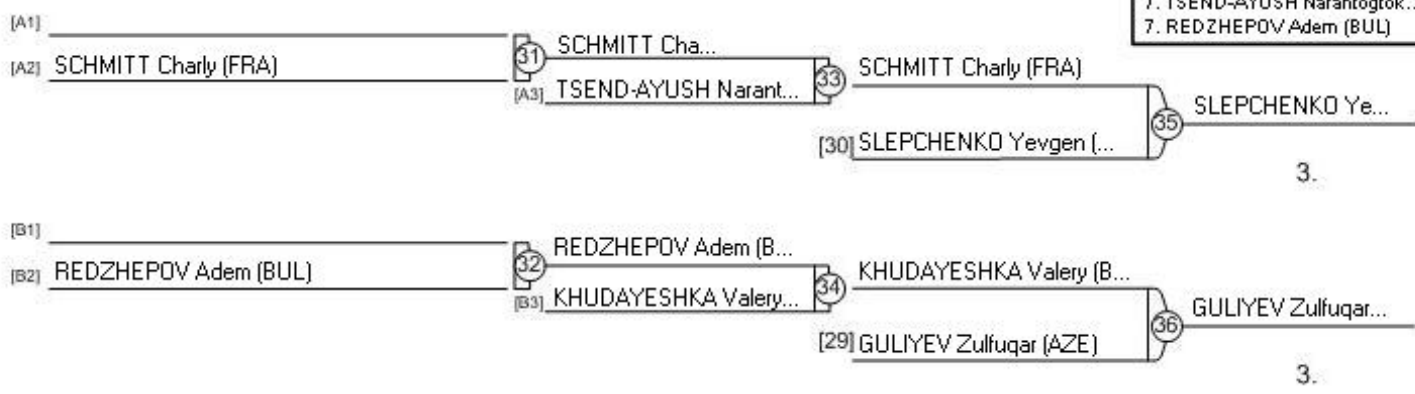 7. TSEND-AYUSH Narantogtok...
7. REDZHEPOV Adem (BUL)
[A1]
[A2] SCHMITT Charly (FRA)
31
SCHMITT Cha...
[A3] TSEND-AYUSH Narant...
33
SCHMITT Charly (FRA)
[30] SLEPCHENKO Yevgen (...
35
SLEPCHENKO Ye...
3.
[B1]
[B2] REDZHEPOV Adem (BUL)
32
REDZHEPOV Adem (B...
[B3] KHUDAYESHKA Valery...
34
KHUDAYESHKA Valery (B...
[29] GULIYEV Zulfuqar (AZE)
36
GULIYEV Zulfuqar...
3.